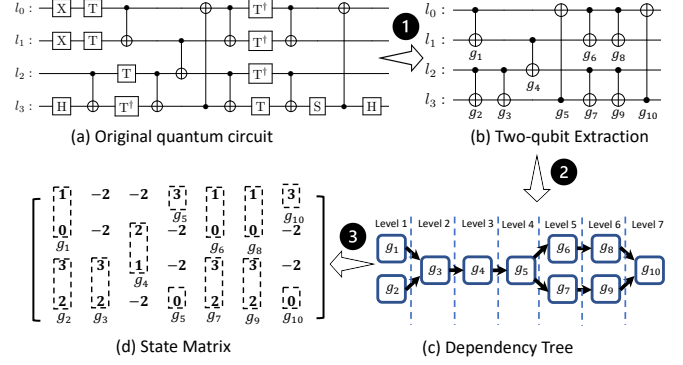 l0 : X T T†
l1 : X T T†
l2 : T T†
l3 : H T† T S H
(a) Original quantum circuit
1
l0 :
l1 :
g1 g6 g8
l2 :
g4
l3 :
g2 g3 g5 g7 g9 g10
(b) Two-qubit Extraction
2
1 -2 -2 3 1 1 3
g5 g10
0 -2 2 -2 0 0 -2
g1 g6 g8
3 3 1 -2 3 3 -2
g4
2 2 -2 0 2 2 0
g2 g3 g5 g7 g9 g10
(d) State Matrix
3
Level 1 Level 2 Level 3 Level 4 Level 5 Level 6 Level 7
g1 g6 g8
g3 g4 g5 g10
g2 g7 g9
(c) Dependency Tree